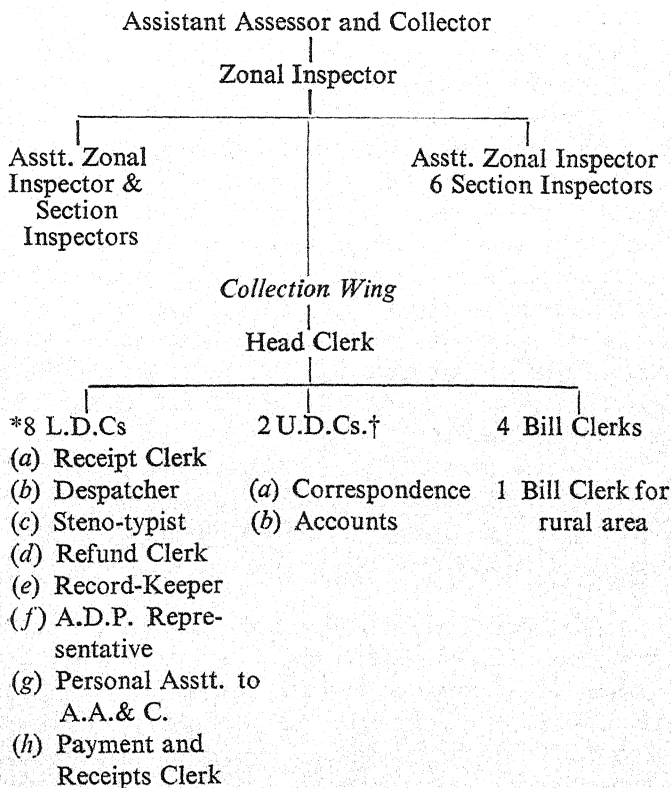 Assistant Assessor and Collector
Zonal Inspector
Asstt. Zonal
Inspector &
Section
Inspectors
Asstt. Zonal Inspector
6 Section Inspectors
Collection Wing
Head Clerk
*8 L.D.Cs
(a) Receipt Clerk
(b) Despatcher
(c) Steno-typist
(d) Refund Clerk
(e) Record-Keeper
(f) A.D.P. Repre-
sentative
(g) Personal Asstt. to
A.A.& C.
(h) Payment and
Receipts Clerk
2 U.D.Cs.†
(a) Correspondence
(b) Accounts
4 Bill Clerks
1 Bill Clerk for
rural area